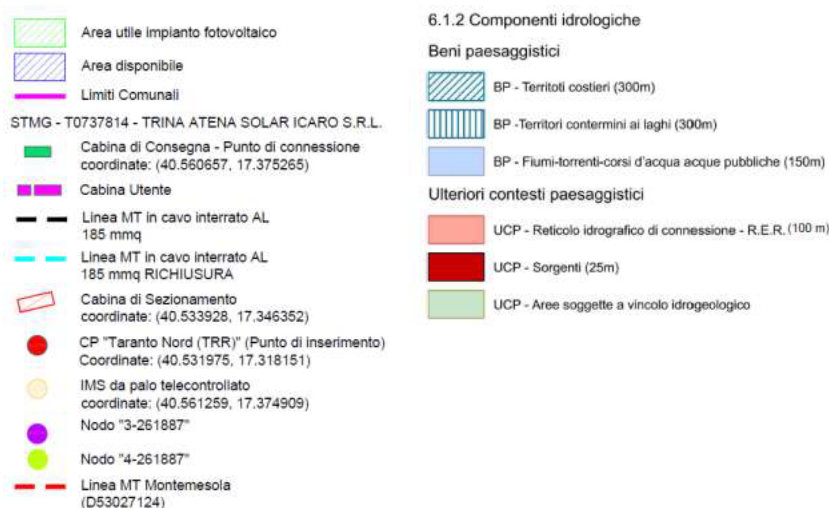 Area utile impianto fotovoltaico
Area disponibile
Limiti Comunali
STMG - T0737814 - TRINA ATENA SOLAR ICARO S.R.L.
Cabina di Consegna - Punto di connessione
coordinate: (40.560657, 17.375265)
Cabina Utente
Linea MT in cavo interrato AL
185 mmq
Linea MT in cavo interrato AL
185 mmq RICHIUSURA
Cabina di Sezionamento
coordinate: (40.533928, 17.346352)
CP "Taranto Nord (TRR)" (Punto di inserimento)
Coordinate: (40.531975, 17.318151)
IMS da palo telecontrollato
coordinate: (40.561259, 17.374909)
Nodo "3-261887"
Nodo "4-261887"
Linea MT Montemesola
(D53027124)
6.1.2 Componenti idrologiche
Beni paesaggistici
BP - Territoti costieri (300m)
BP -Territori contermini ai laghi (300m)
BP - Fiumi-torrenti-corsi d'acqua acque pubbliche (150m)
Ulteriori contesti paesaggistici
UCP - Reticolo idrografico di connessione - R.E.R. (100 m)
UCP - Sorgenti (25m)
UCP - Aree soggette a vincolo idrogeologico